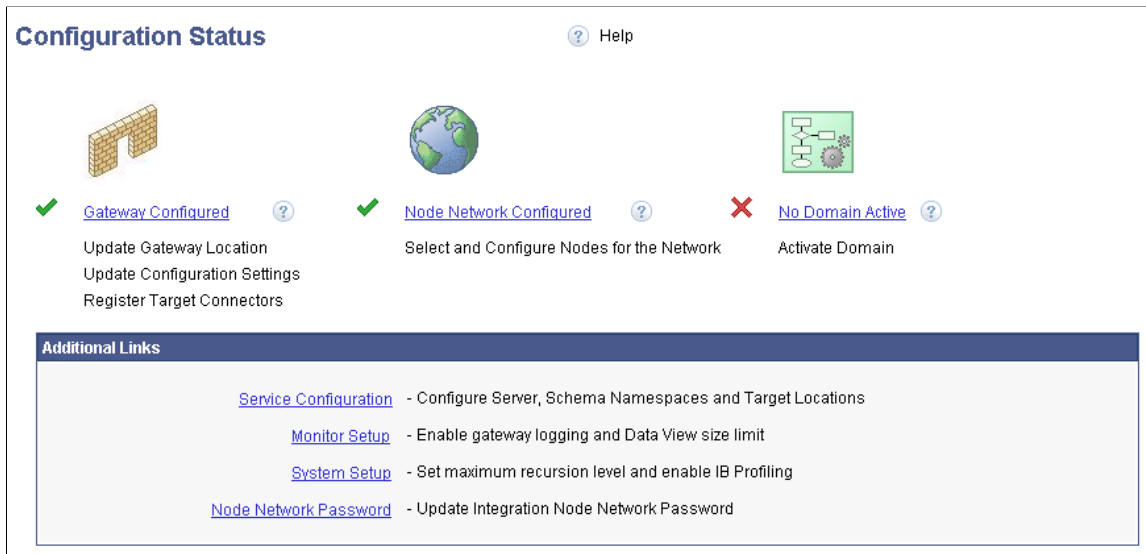 Configuration Status
? Help
Gateway Configured ?
Update Gateway Location
Update Configuration Settings
Register Target Connectors
Node Network Configured ?
Select and Configure Nodes for the Network
No Domain Active ?
Activate Domain
Additional Links
Service Configuration - Configure Server, Schema Namespaces and Target Locations
Monitor Setup - Enable gateway logging and Data View size limit
System Setup - Set maximum recursion level and enable IB Profiling
Node Network Password - Update Integration Node Network Password